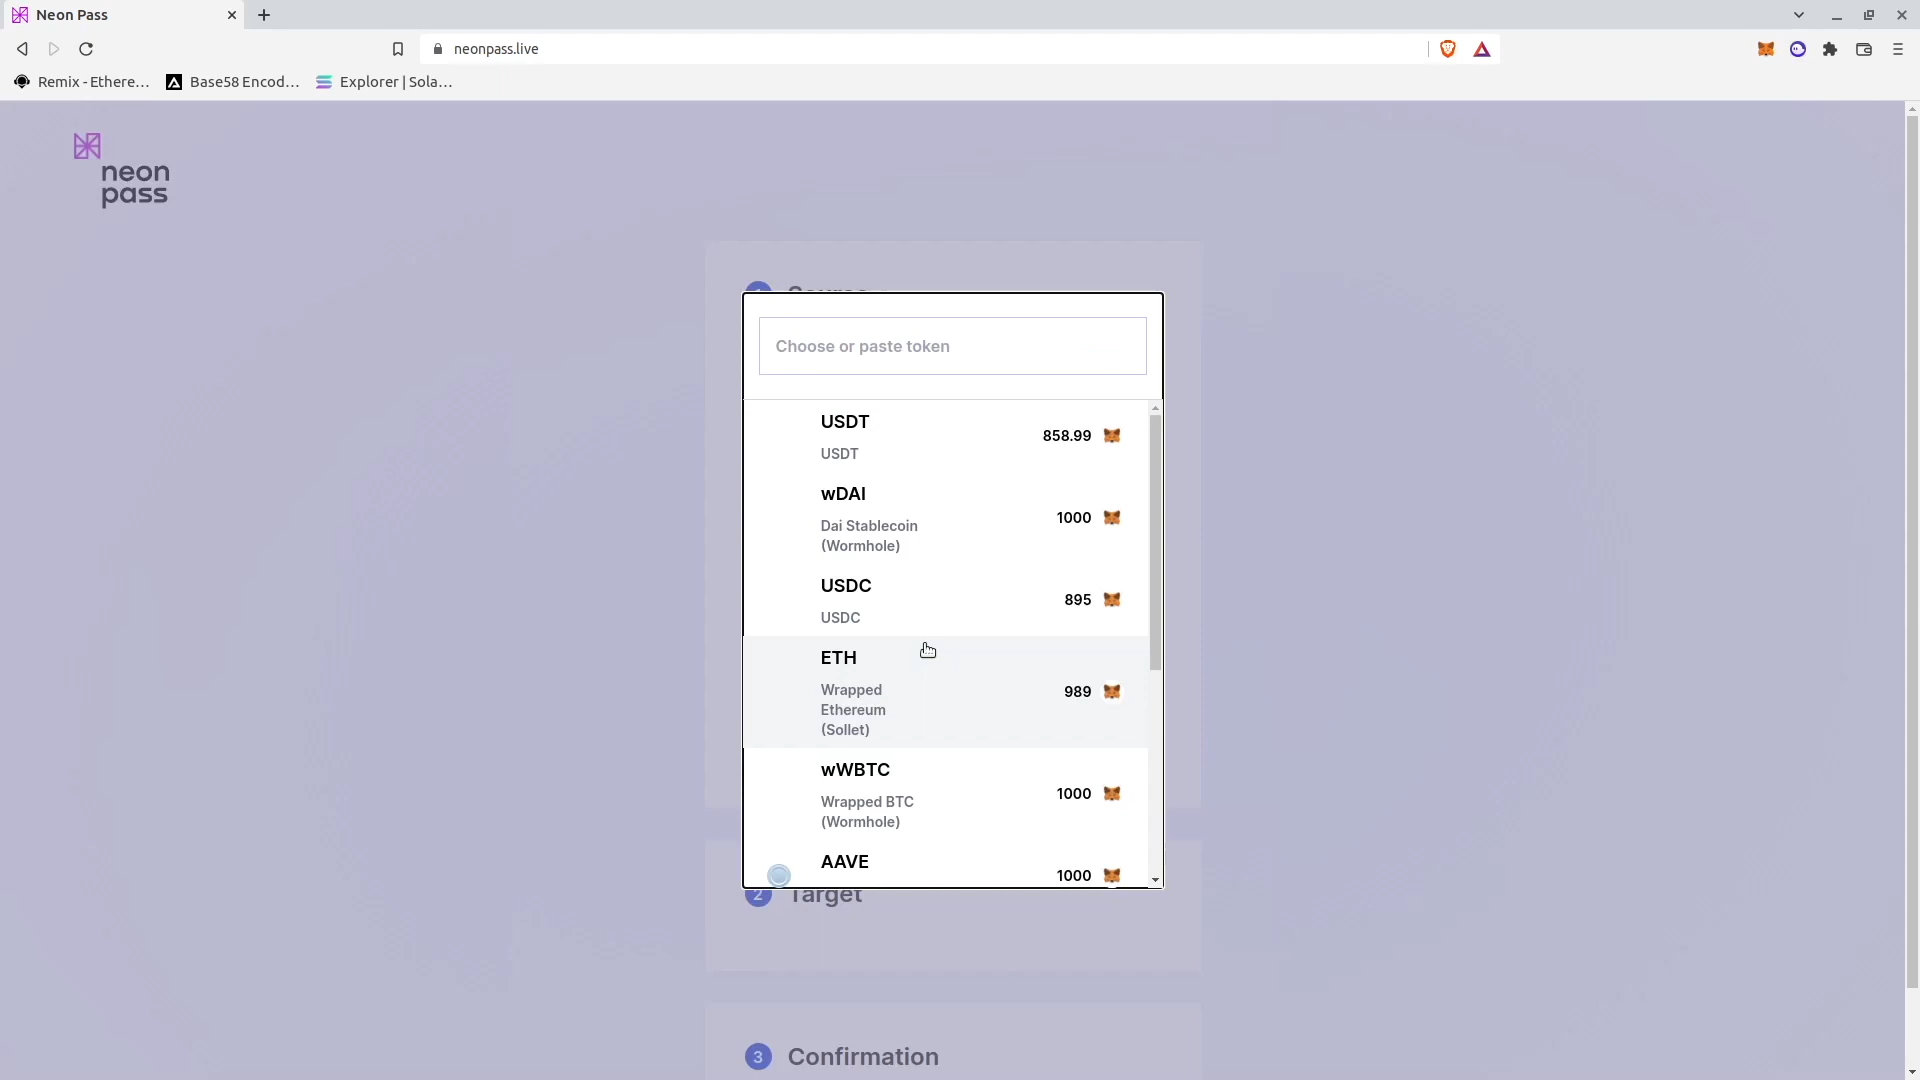 Neon Pass
neonpass.live
Remix - Ethere...
Base58 Encod...
Explorer | Sola...
neon
pass
Choose or paste token
USDT
858.99
USDT
wDAI
1000
Dai Stablecoin
(Wormhole)
USDC
895
USDC
ETH
989
Wrapped
Ethereum
(Sollet)
wWBTC
1000
Wrapped BTC
(Wormhole)
AAVE
1000
2 Target
3 Confirmation